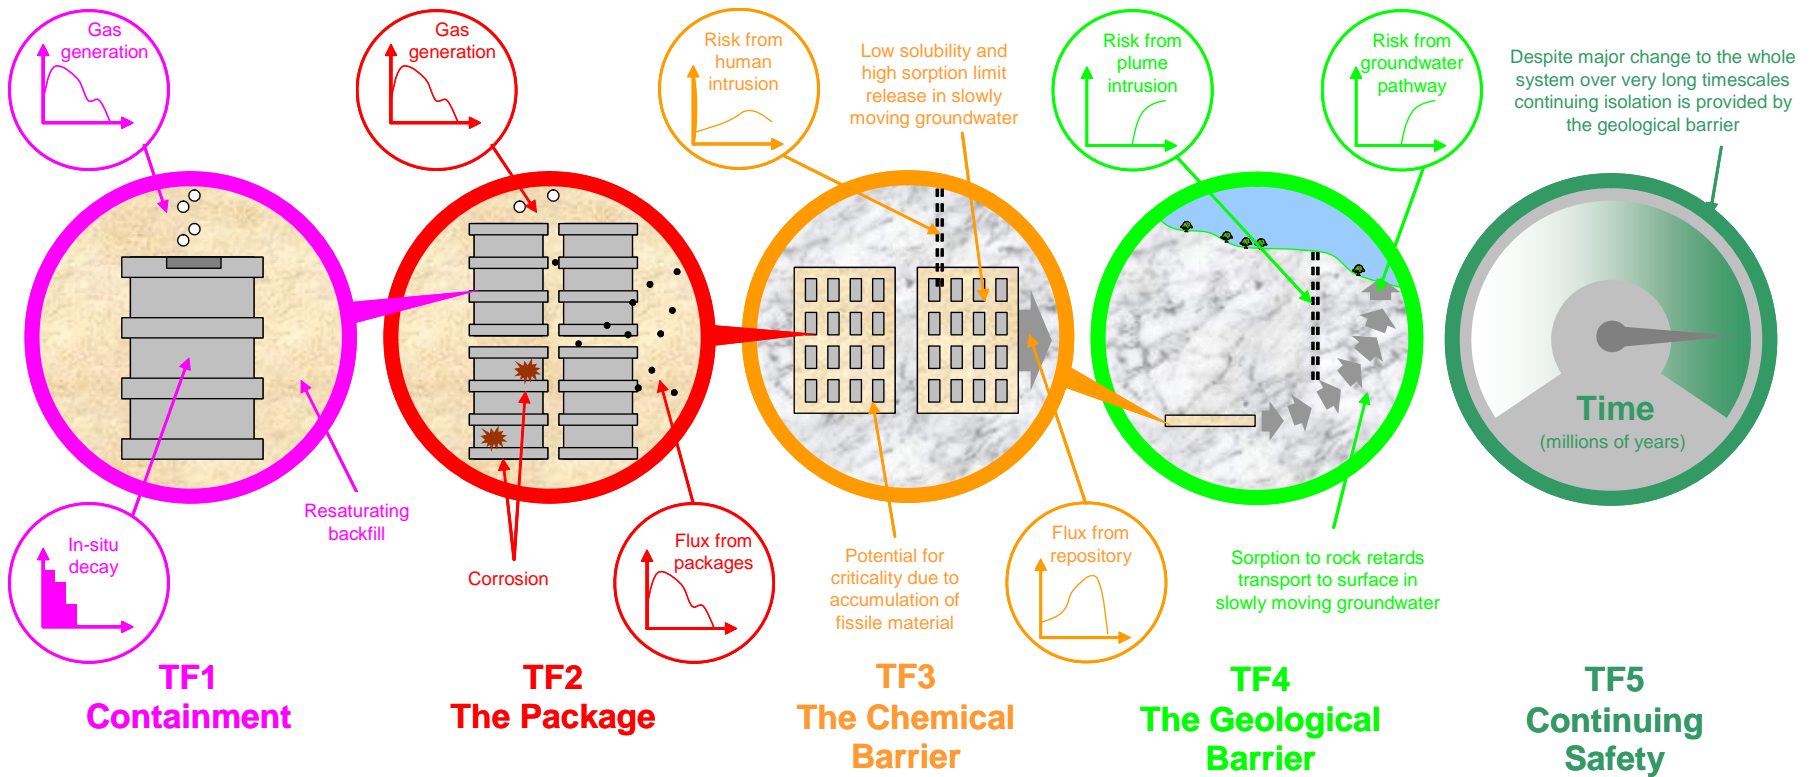 Gas
generation
In-situ
decay
Resaturating
backfill
TF1
Containment
Gas
generation
Corrosion
Flux from
packages
TF2
The Package
Risk from
human
intrusion
Low solubility and
high sorption limit
release in slowly
moving groundwater
Potential for
criticality due to
accumulation of
fissile material
Flux from
repository
TF3
The Chemical
Barrier
Risk from
plume
intrusion
Risk from
groundwater
pathway
Sorption to rock retards
transport to surface in
slowly moving groundwater
TF4
The Geological
Barrier
Despite major change to the whole
system over very long timescales
continuing isolation is provided by
the geological barrier
Time
(millions of years)
TF5
Continuing
Safety